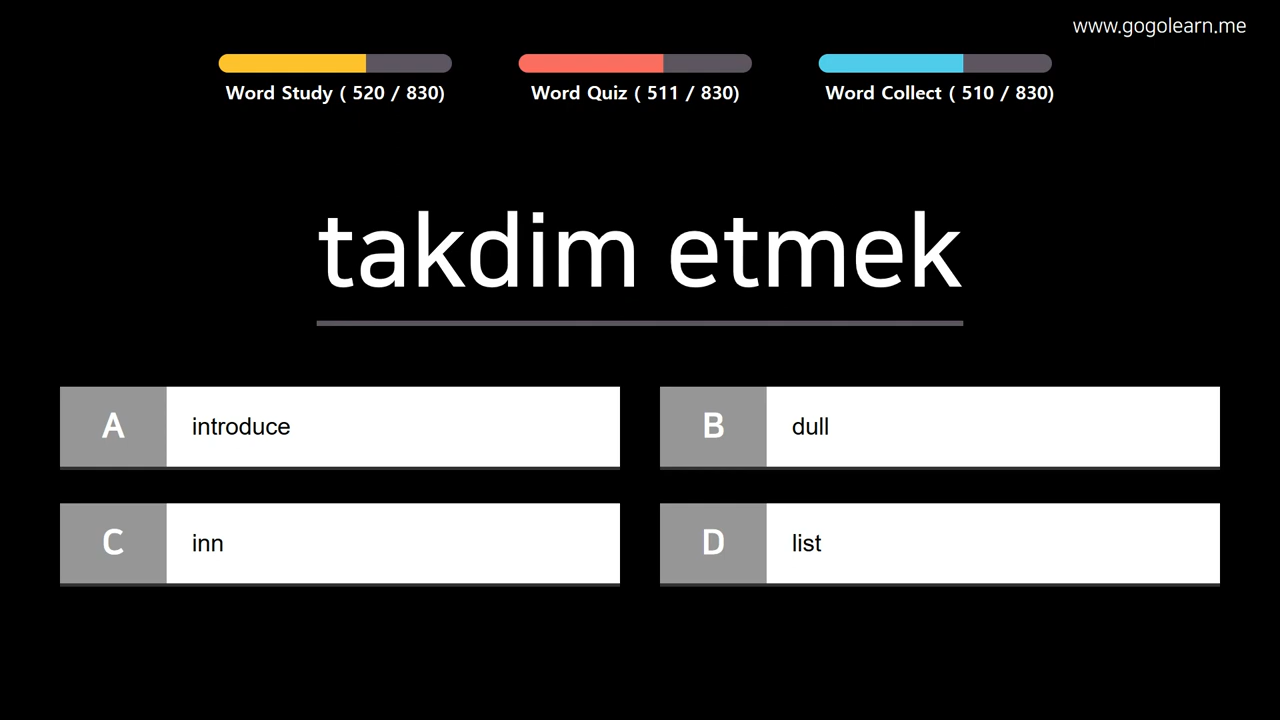 www.gogolearn.me
Word Study ( 520 / 830)
Word Quiz ( 511 / 830)
Word Collect ( 510 / 830)
takdim etmek
A introduce
B dull
C inn
D list